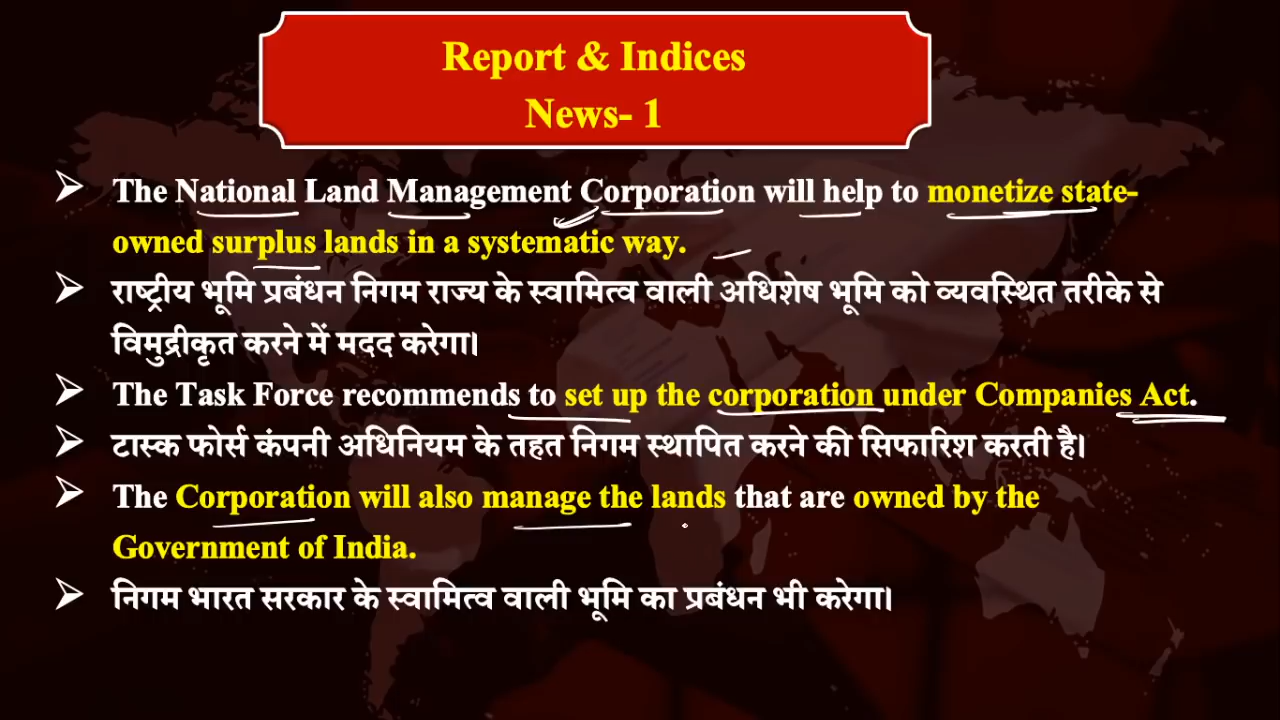 Report & Indices
News- 1
The National Land Management Corporation will help to monetize state-
owned surplus lands in a systematic way.
राष्ट्रीय भूमि प्रबंधन निगम राज्य के स्वामित्व वाली अधिशेष भूमि को व्यवस्थित तरीके से
विमुद्रीकृत करने में मदद करेगा।
The Task Force recommends to set up the corporation under Companies Act.
टास्क फोर्स कंपनी अधिनियम के तहत निगम स्थापित करने की सिफारिश करती है।
The Corporation will also manage the lands that are owned by the
Government of India.
निगम भारत सरकार के स्वामित्व वाली भूमि का प्रबंधन भी करेगा।